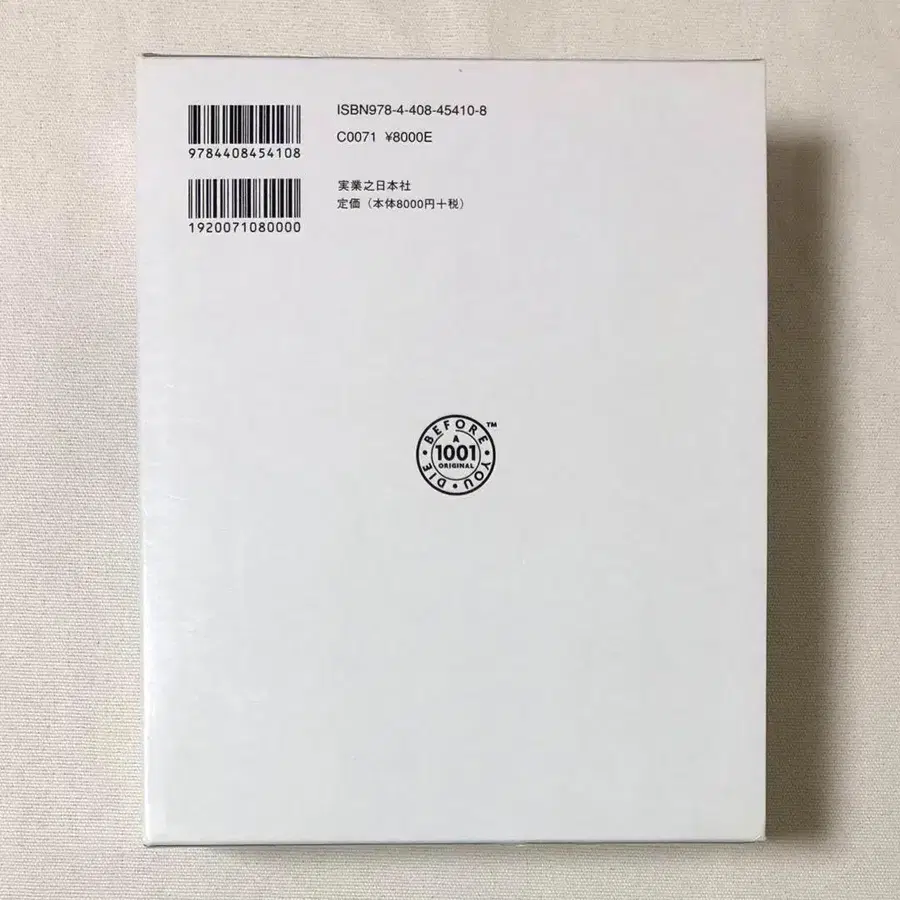 ISBN978-4-408-45410-8
C0071 ¥8000E
9784408454108
実業之日本社
定価（本体8000円＋税）
1920071080000
BEFORE YOU DIE
TM
A
1001
ORIGINAL